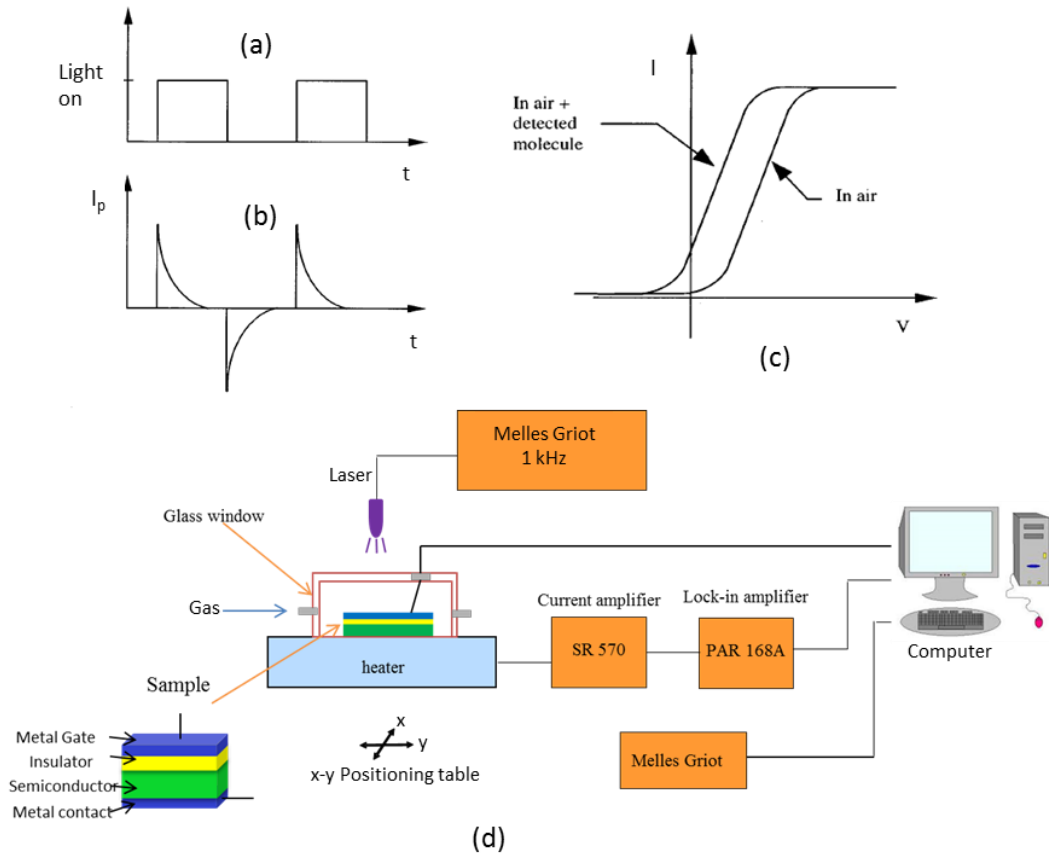 (a)
Light
on
t
I_p
(b)
t
I
In air +
detected
molecule
In air
V
(c)
Melles Griot
1 kHz
Laser
Glass window
Gas
Current amplifier
Lock-in amplifier
SR 570
PAR 168A
Computer
heater
Sample
Metal Gate
Insulator
Semiconductor
Metal contact
x
y
x-y Positioning table
Melles Griot
(d)